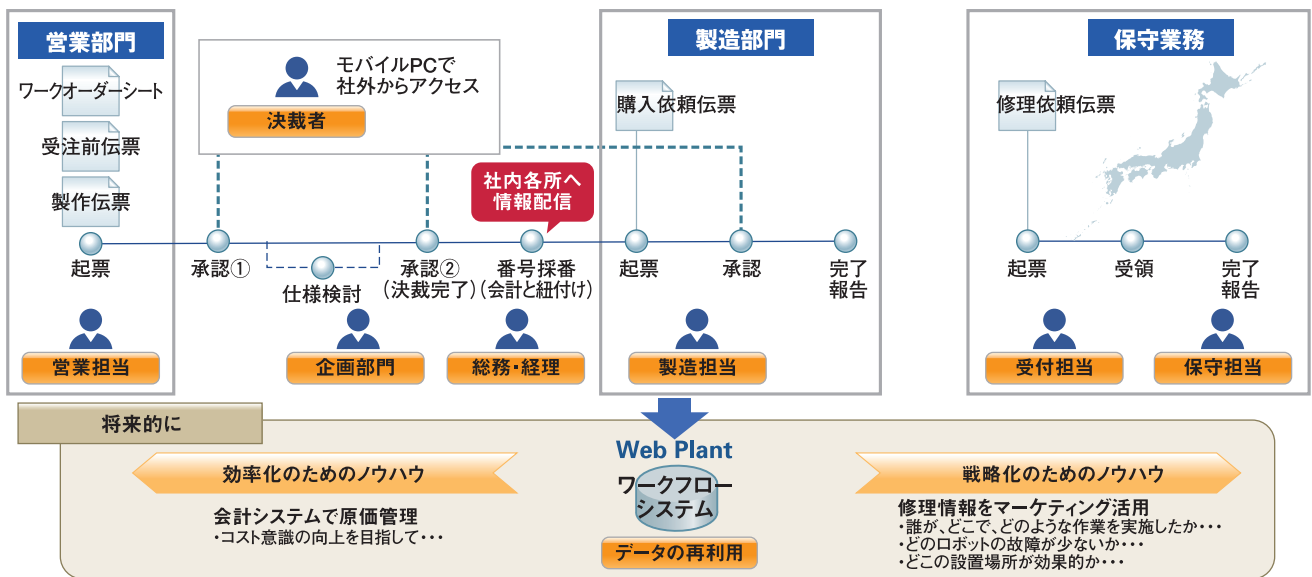 営業部門
ワークオーダーシート
受注前伝票
製作伝票
起票
営業担当
モバイルPCで
社外からアクセス
決裁者
承認①
仕様検討
承認②
(決裁完了)
社内各所へ
情報配信
番号採番
(会計と紐付け)
企画部門
総務・経理
製造部門
購入依頼伝票
起票
承認
完了
報告
製造担当
保守業務
修理依頼伝票
起票
受領
完了
報告
受付担当
保守担当
将来的に
効率化のためのノウハウ
会計システムで原価管理
・コスト意識の向上を目指して・・・
Web Plant
ワークフロー
システム
データの再利用
戦略化のためのノウハウ
修理情報をマーケティング活用
・誰が、どこで、どのような作業を実施したか・・・
・どのロボットの故障が少ないか・・・
・どこの設置場所が効果的か・・・